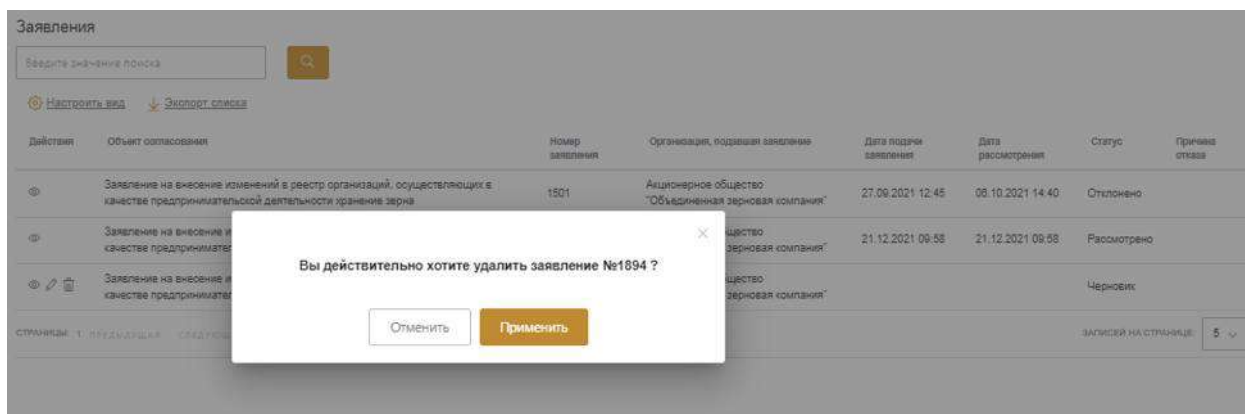 Заявления
Введите значение поиска
Настроить вид Экспорт списка
Действия Объект согласования Номер заявления Организация, подавшая заявление Дата подачи заявления Дата рассмотрения Статус Причина отказа
Заявление на внесение изменений в реестр организаций, осуществляющих в
качестве предпринимательской деятельности хранение зерна
1501
Акционерное общество
"Объединенная зерновая компания"
27.09.2021 12:45 08.10.2021 14:40 Отклонено
Заявление на внесение и
качестве предпринимател
щество
зерновая компания"
21.12.2021 09:58 21.12.2021 09:58 Рассмотрено
Вы действительно хотите удалить заявление №1894 ?
Заявление на внесение и
качестве предпринимател
щество
зерновая компания"
Черновик
Отменить Применить
СТРАНИЦЫ: 1 ПРЕДЫДУЩАЯ СЛЕДУЮЩ
ЗАПИСЕЙ НА СТРАНИЦЕ: 5